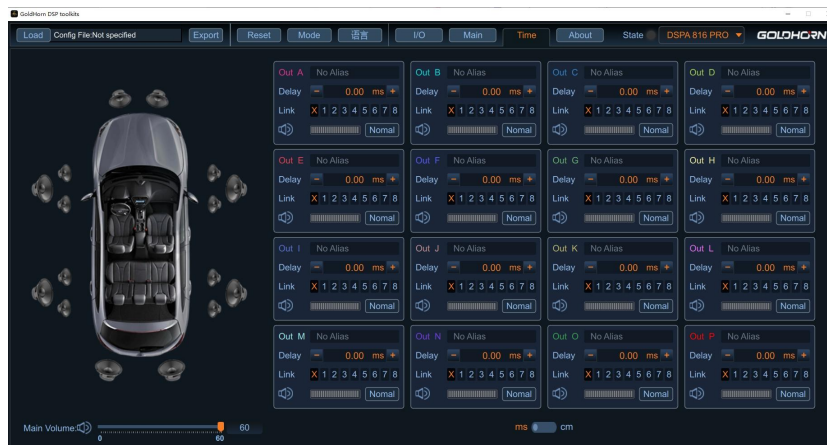 GoldHorn DSP toolkits
Load Config File:Not specified Export Reset Mode 语言 I/O Main Time About State DSPA 816 PRO GOLDHORN
Out A No Alias Out B No Alias Out C No Alias Out D No Alias
Delay - 0.00 ms + Delay - 0.00 ms + Delay - 0.00 ms + Delay - 0.00 ms +
Link X 1 2 3 4 5 6 7 8 Link X 1 2 3 4 5 6 7 8 Link X 1 2 3 4 5 6 7 8 Link X 1 2 3 4 5 6 7 8
Nomal Nomal Nomal Nomal
Out E No Alias Out F No Alias Out G No Alias Out H No Alias
Delay - 0.00 ms + Delay - 0.00 ms + Delay - 0.00 ms + Delay - 0.00 ms +
Link X 1 2 3 4 5 6 7 8 Link X 1 2 3 4 5 6 7 8 Link X 1 2 3 4 5 6 7 8 Link X 1 2 3 4 5 6 7 8
Nomal Nomal Nomal Nomal
Out I No Alias Out J No Alias Out K No Alias Out L No Alias
Delay - 0.00 ms + Delay - 0.00 ms + Delay - 0.00 ms + Delay - 0.00 ms +
Link X 1 2 3 4 5 6 7 8 Link X 1 2 3 4 5 6 7 8 Link X 1 2 3 4 5 6 7 8 Link X 1 2 3 4 5 6 7 8
Nomal Nomal Nomal Nomal
Out M No Alias Out N No Alias Out O No Alias Out P No Alias
Delay - 0.00 ms + Delay - 0.00 ms + Delay - 0.00 ms + Delay - 0.00 ms +
Link X 1 2 3 4 5 6 7 8 Link X 1 2 3 4 5 6 7 8 Link X 1 2 3 4 5 6 7 8 Link X 1 2 3 4 5 6 7 8
Nomal Nomal Nomal Nomal
Main Volume: 60 ms cm
0 60